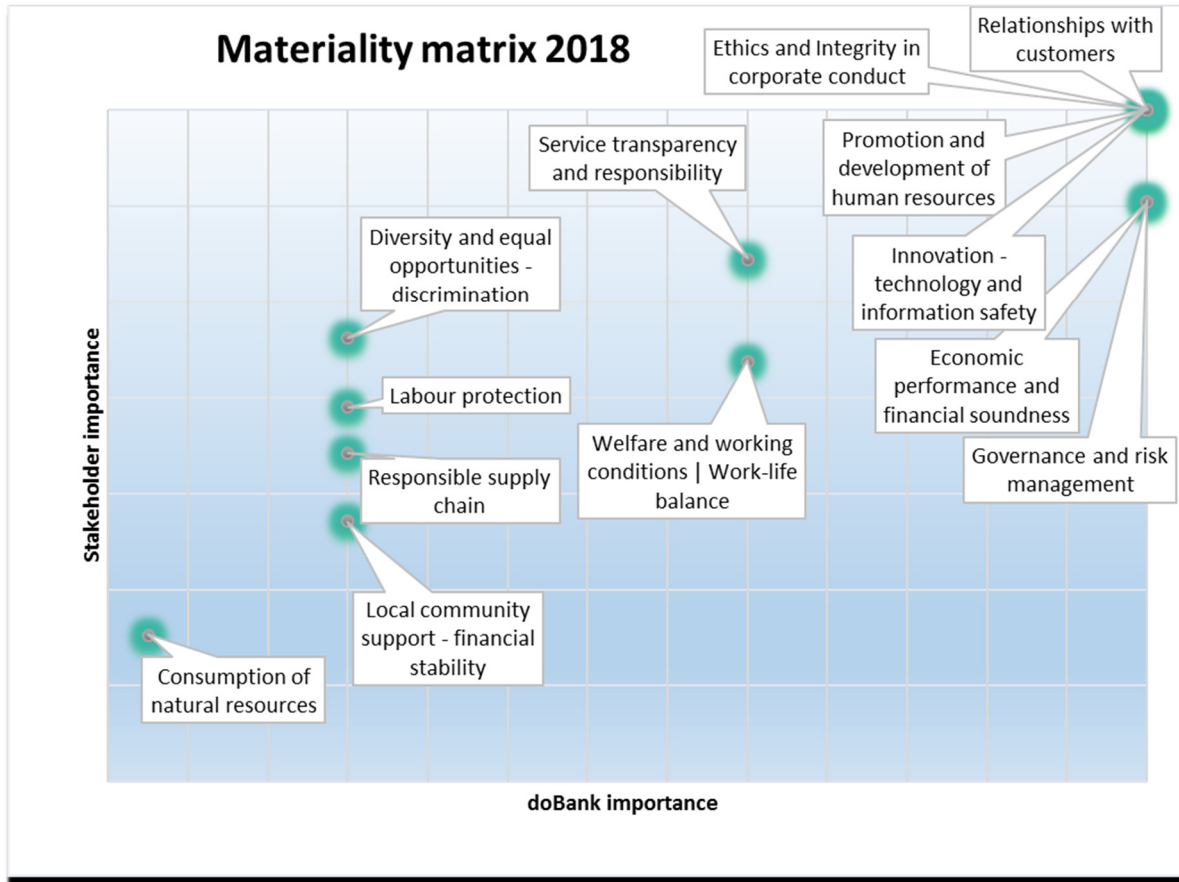 Materiality matrix 2018
Relationships with
customers
Ethics and Integrity in
corporate conduct
Service transparency
and responsibility
Promotion and
development of
human resources
Diversity and equal
opportunities -
discrimination
Innovation -
technology and
information safety
Economic
performance and
financial soundness
Labour protection
Welfare and working
conditions | Work-life
balance
Governance and risk
management
Responsible supply
chain
Local community
support - financial
stability
Consumption of
natural resources
Stakeholder importance
doBank importance